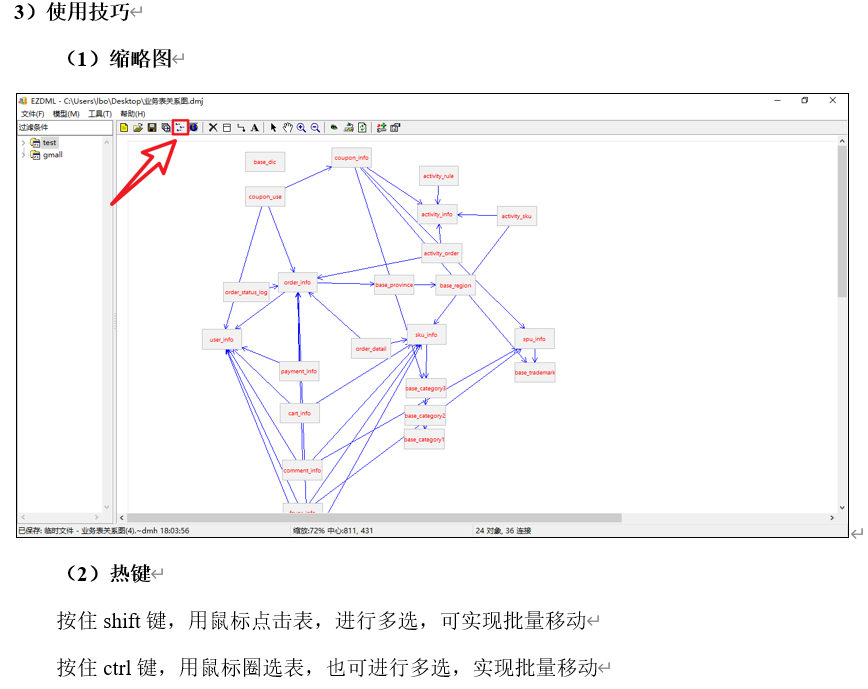 3）使用技巧
（1）缩略图
EZDML - C:\Users\lbo\Desktop\业务表关系图.dmj
文件(F) 模型(M) 工具(T) 帮助(H)
过滤条件
test
gmall
base_dic
coupon_info
activity_rule
coupon_use
activity_info
activity_sku
activity_order
order_info
base_province
base_region
order_status_log
user_info
sku_info
spu_info
order_detail
payment_info
base_trademark
base_category3
cart_info
base_category2
base_category1
comment_info
已保存: 临时文件 - 业务表关系图(4).~dmh 18:03:56
缩放:72% 中心:811, 431
24 对象, 36 连接
（2）热键
按住 shift 键，用鼠标点击表，进行多选，可实现批量移动
按住 ctrl 键，用鼠标圈选表，也可进行多选，实现批量移动